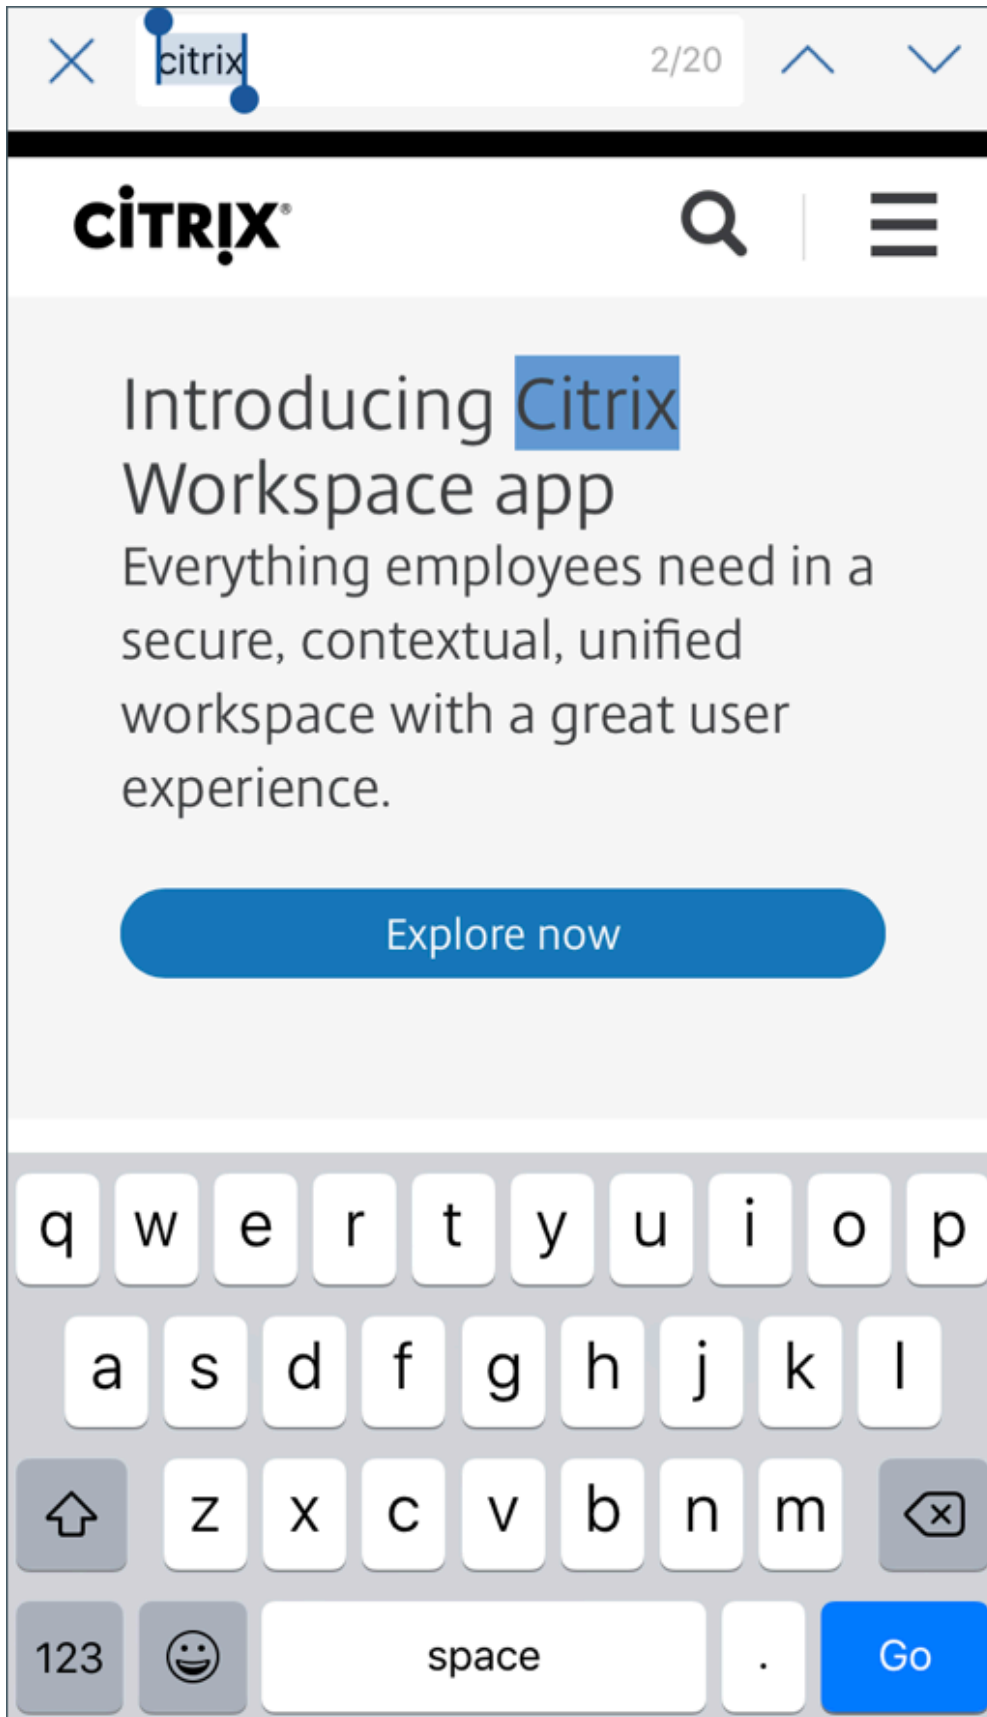 citrix 2/20
CITRIX®
Introducing Citrix
Workspace app
Everything employees need in a
secure, contextual, unified
workspace with a great user
experience.
Explore now
q w e r t y u i o p
a s d f g h j k l
z x c v b n m
123 space . Go